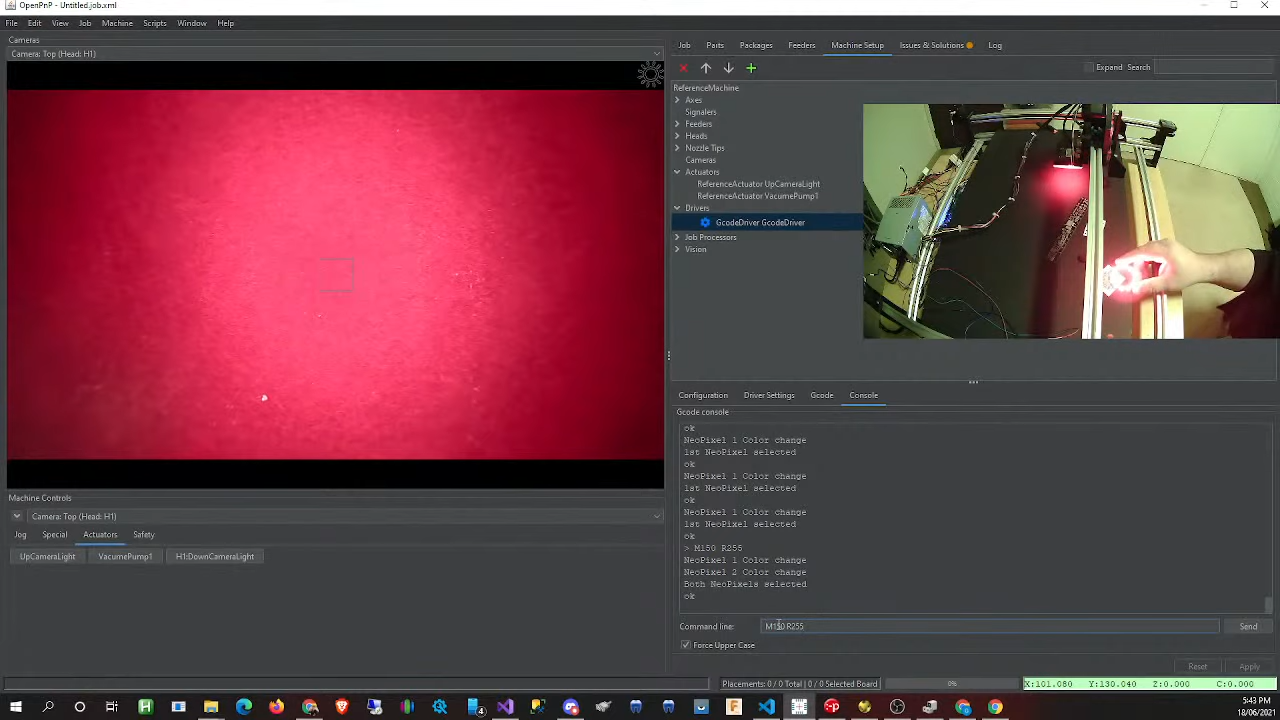 OpenPnP - Untitled.job.xml
File Edit View Job Machine Scripts Window Help
Cameras
Camera: Top (Head: H1)
Machine Controls
Camera: Top (Head: H1)
Jog Special Actuators Safety
UpCameraLight VacumePump1 H1:DownCameraLight
Job Parts Packages Feeders Machine Setup Issues & Solutions Log
Expand Search
ReferenceMachine
Axes
Signalers
Feeders
Heads
Nozzle Tips
Cameras
Actuators
ReferenceActuator UpCameraLight
ReferenceActuator VacumePump1
Drivers
GcodeDriver GcodeDriver
Job Processors
Vision
Configuration Driver Settings Gcode Console
Gcode console
ok
NeoPixel 1 Color change
1st NeoPixel selected
ok
NeoPixel 1 Color change
1st NeoPixel selected
ok
NeoPixel 1 Color change
1st NeoPixel selected
ok
> M150 R255
NeoPixel 1 Color change
NeoPixel 2 Color change
Both NeoPixels selected
ok
Command line: M150 R255 Send
Force Upper Case
Reset Apply
Placements: 0 / 0 Total | 0 / 0 Selected Board 0% X:101.080 Y:130.040 Z:0.000 C:0.000
5:43 PM
18/06/2021